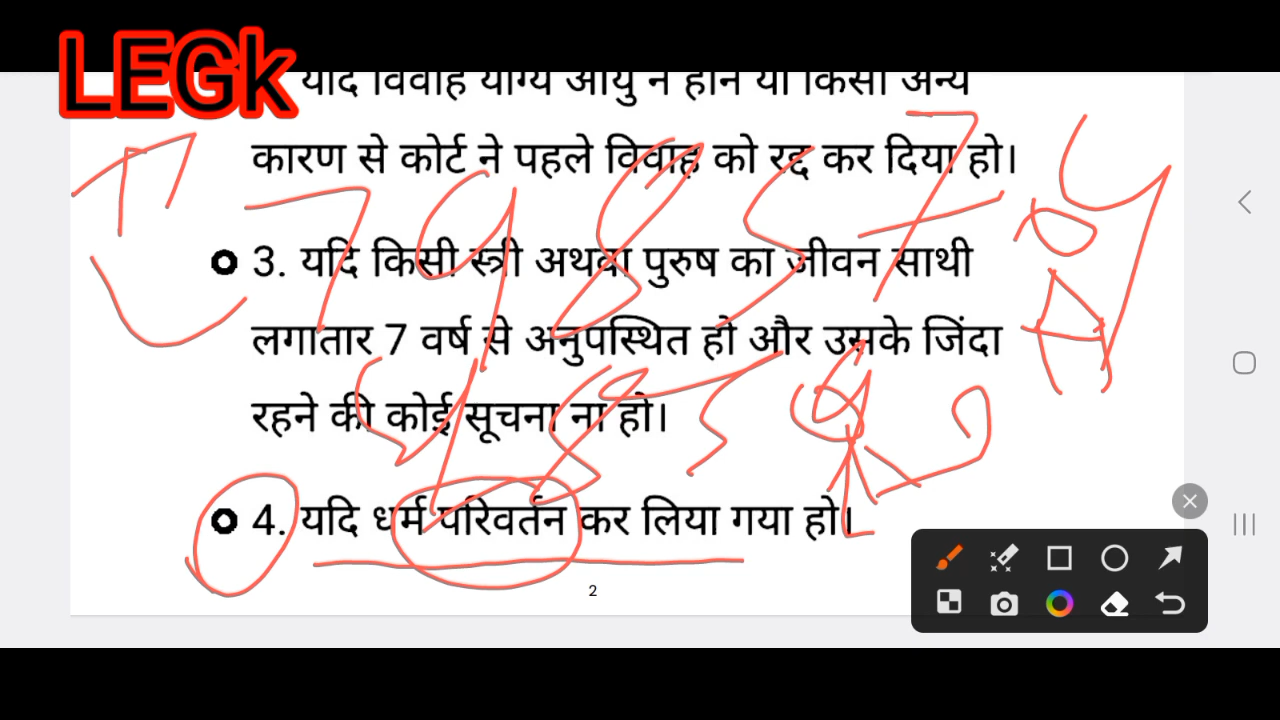 LEGk
यदि विवाह योग्य आयु न होने या किसी अन्य
कारण से कोर्ट ने पहले विवाह को रद्द कर दिया हो।
3. यदि किसी स्त्री अथवा पुरुष का जीवन साथी
लगातार 7 वर्ष से अनुपस्थित हो और उसके जिंदा
रहने की कोई सूचना ना हो।
4. यदि धर्म परिवर्तन कर लिया गया हो।
2